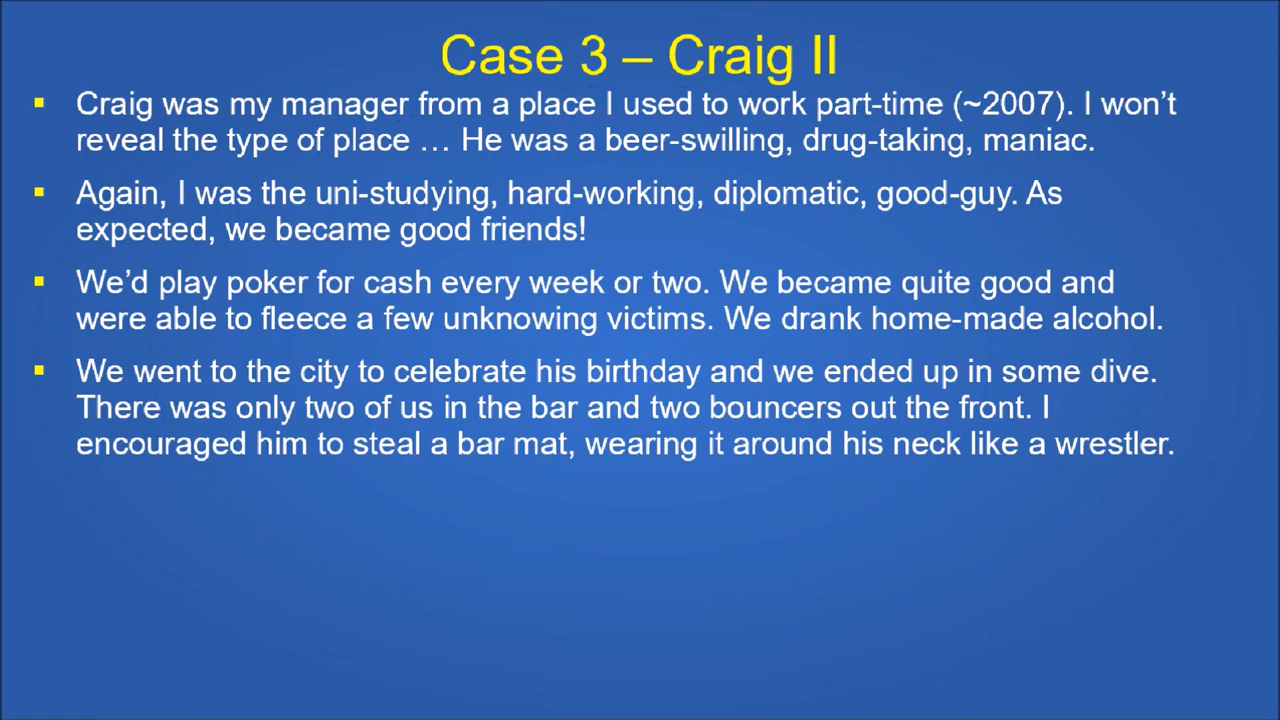 Case 3 – Craig II
▪ Craig was my manager from a place I used to work part-time (~2007). I won’t
reveal the type of place … He was a beer-swilling, drug-taking, maniac.
▪ Again, I was the uni-studying, hard-working, diplomatic, good-guy. As
expected, we became good friends!
▪ We’d play poker for cash every week or two. We became quite good and
were able to fleece a few unknowing victims. We drank home-made alcohol.
▪ We went to the city to celebrate his birthday and we ended up in some dive.
There was only two of us in the bar and two bouncers out the front. I
encouraged him to steal a bar mat, wearing it around his neck like a wrestler.